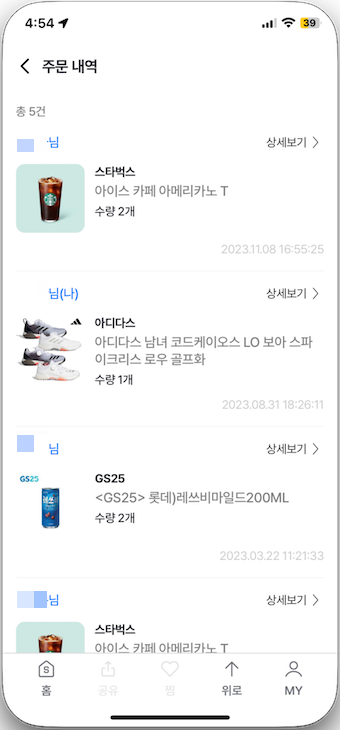 4:54
39
주문 내역
총 5건
님
상세보기
스타벅스
아이스 카페 아메리카노 T
수량 2개
2023.11.08 16:55:25
님(나)
상세보기
아디다스
아디다스 남녀 코드케이오스 LO 보아 스파
이크리스 로우 골프화
수량 1개
2023.08.31 18:26:11
님
상세보기
GS25
GS25
<GS25> 롯데)레쓰비마일드200ML
수량 2개
2023.03.22 11:21:33
님
상세보기
스타벅스
아이스 카페 아메리카노 T
홈
공유
찜
위로
MY